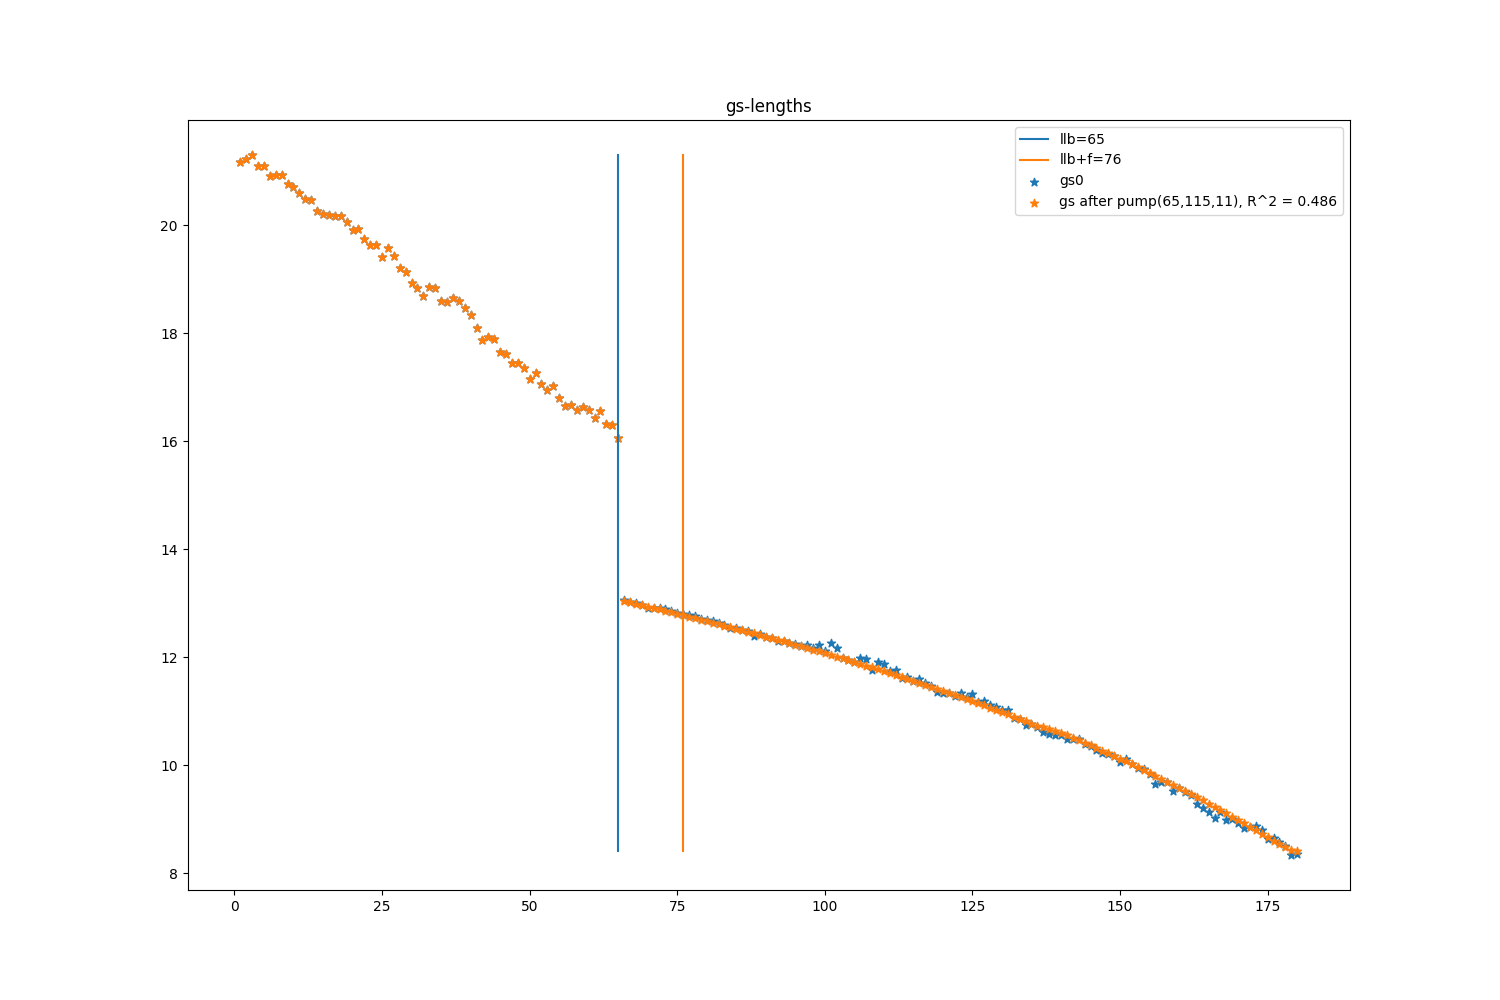 gs-lengths
llb=65
llb+f=76
gs0
gs after pump(65,115,11), R^2 = 0.486
20
18
16
14
12
10
8
0 25 50 75 100 125 150 175